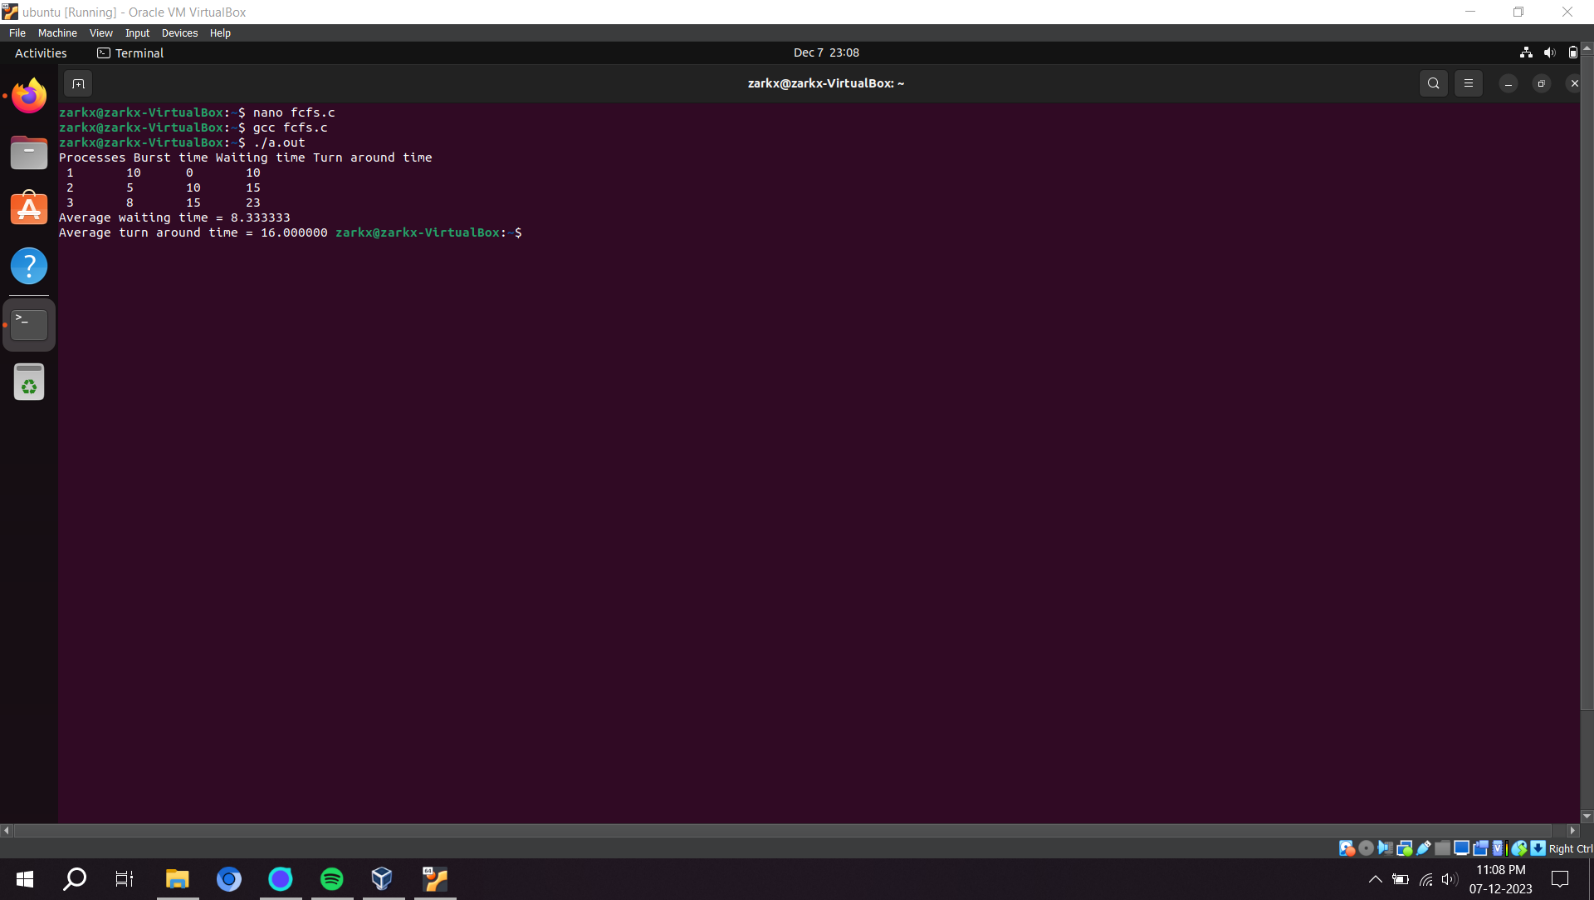 ubuntu [Running] - Oracle VM VirtualBox
File Machine View Input Devices Help
Activities Terminal Dec 7 23:08
zarkx@zarkx-VirtualBox: ~
zarkx@zarkx-VirtualBox:~$ nano fcfs.c
zarkx@zarkx-VirtualBox:~$ gcc fcfs.c
zarkx@zarkx-VirtualBox:~$ ./a.out
Processes Burst time Waiting time Turn around time
1 10 0 10
2 5 10 15
3 8 15 23
Average waiting time = 8.333333
Average turn around time = 16.000000 zarkx@zarkx-VirtualBox:~$
Right Ctrl
11:08 PM
07-12-2023